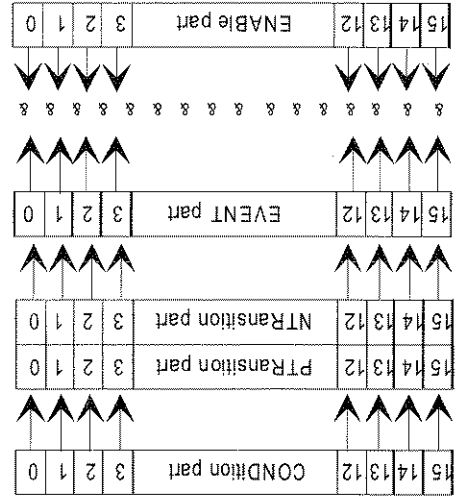 15 14 13 12 CONDition part 3 2 1 0
15 14 13 12 PTRansition part 3 2 1 0
15 14 13 12 NTRansition part 3 2 1 0
15 14 13 12 EVENT part 3 2 1 0
& & & & & & & & & & & & & & & &
15 14 13 12 ENABle part 3 2 1 0